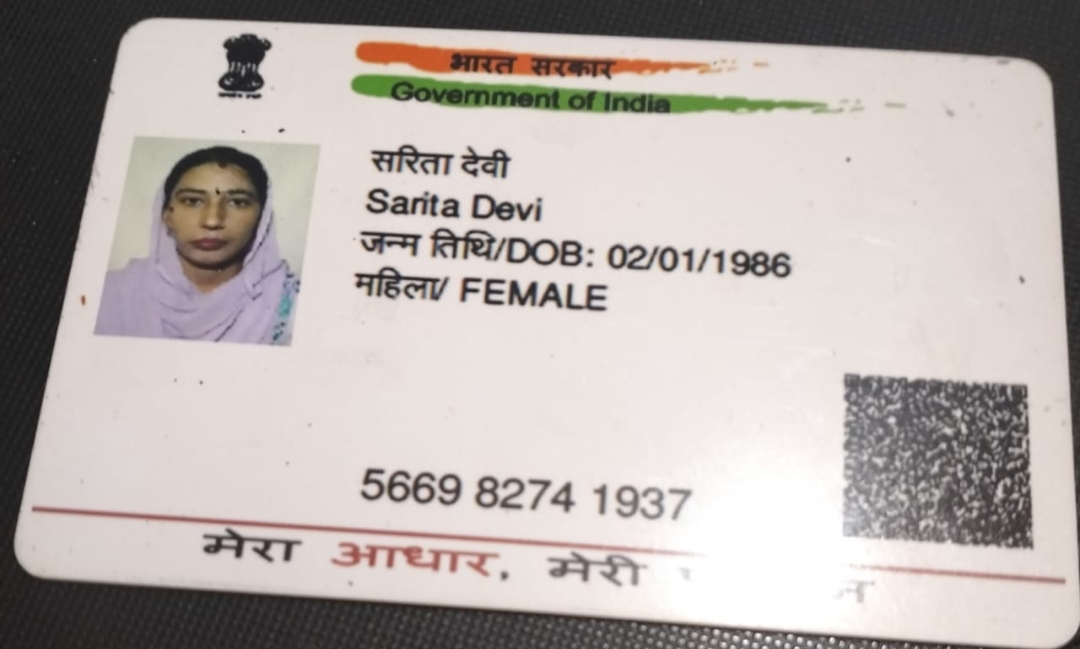 भारत सरकार
Government of India
सरिता देवी
Sarita Devi
जन्म तिथि/DOB: 02/01/1986
महिला/ FEMALE
5669 8274 1937
मेरा आधार, मेरी